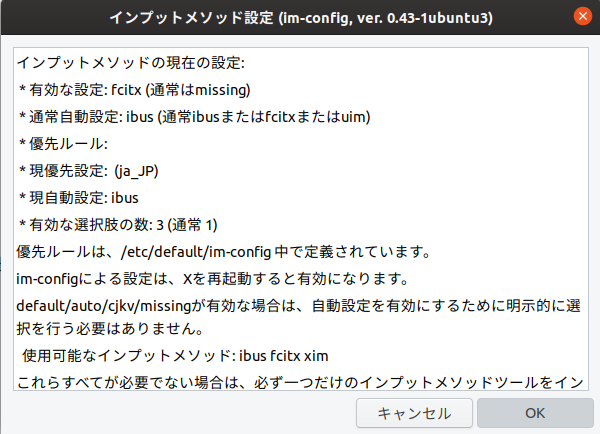 インプットメソッド設定 (im-config, ver. 0.43-1ubuntu3)
インプットメソッドの現在の設定:
* 有効な設定: fcitx (通常はmissing)
* 通常自動設定: ibus (通常ibusまたはfcitxまたはuim)
* 優先ルール:
* 現優先設定:  (ja_JP)
* 現自動設定: ibus
* 有効な選択肢の数: 3 (通常 1)
優先ルールは、/etc/default/im-config 中で定義されています。
im-configによる設定は、Xを再起動すると有効になります。
default/auto/cjkv/missingが有効な場合は、自動設定を有効にするために明示的に選
択を行う必要はありません。
使用可能なインプットメソッド: ibus fcitx xim
これらすべてが必要でない場合は、必ず一つだけのインプットメソッドツールをイン
キャンセル
OK